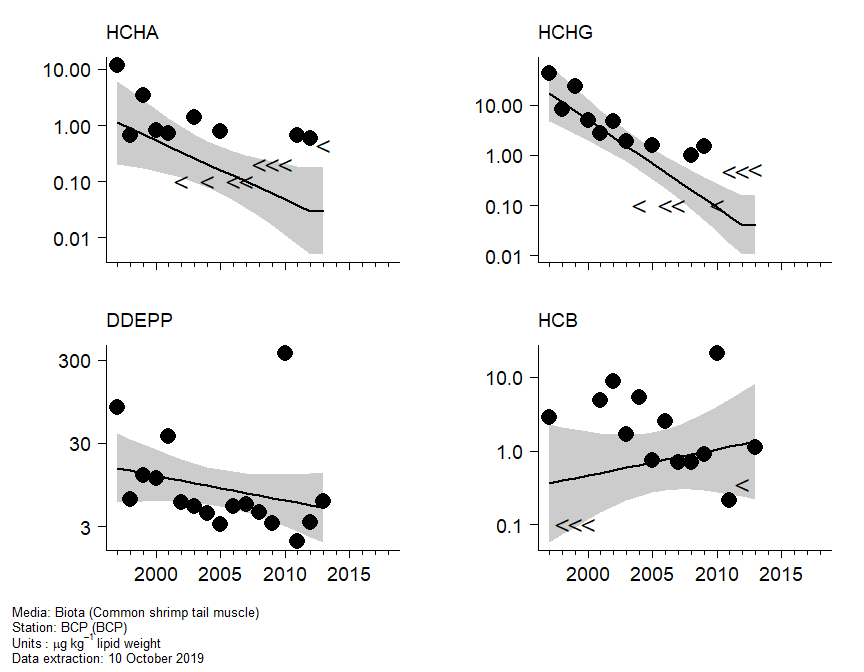 HCHA
HCHG
10.00
1.00
0.10
0.01
10.00
1.00
0.10
0.01
< < < < < < < <
< < < < < < <
DDEPP
HCB
300
30
3
10.0
1.0
0.1
< < < <
2000 2005 2010 2015
2000 2005 2010 2015
Media: Biota (Common shrimp tail muscle)
Station: BCP (BCP)
Units : µg kg⁻¹ lipid weight
Data extraction: 10 October 2019